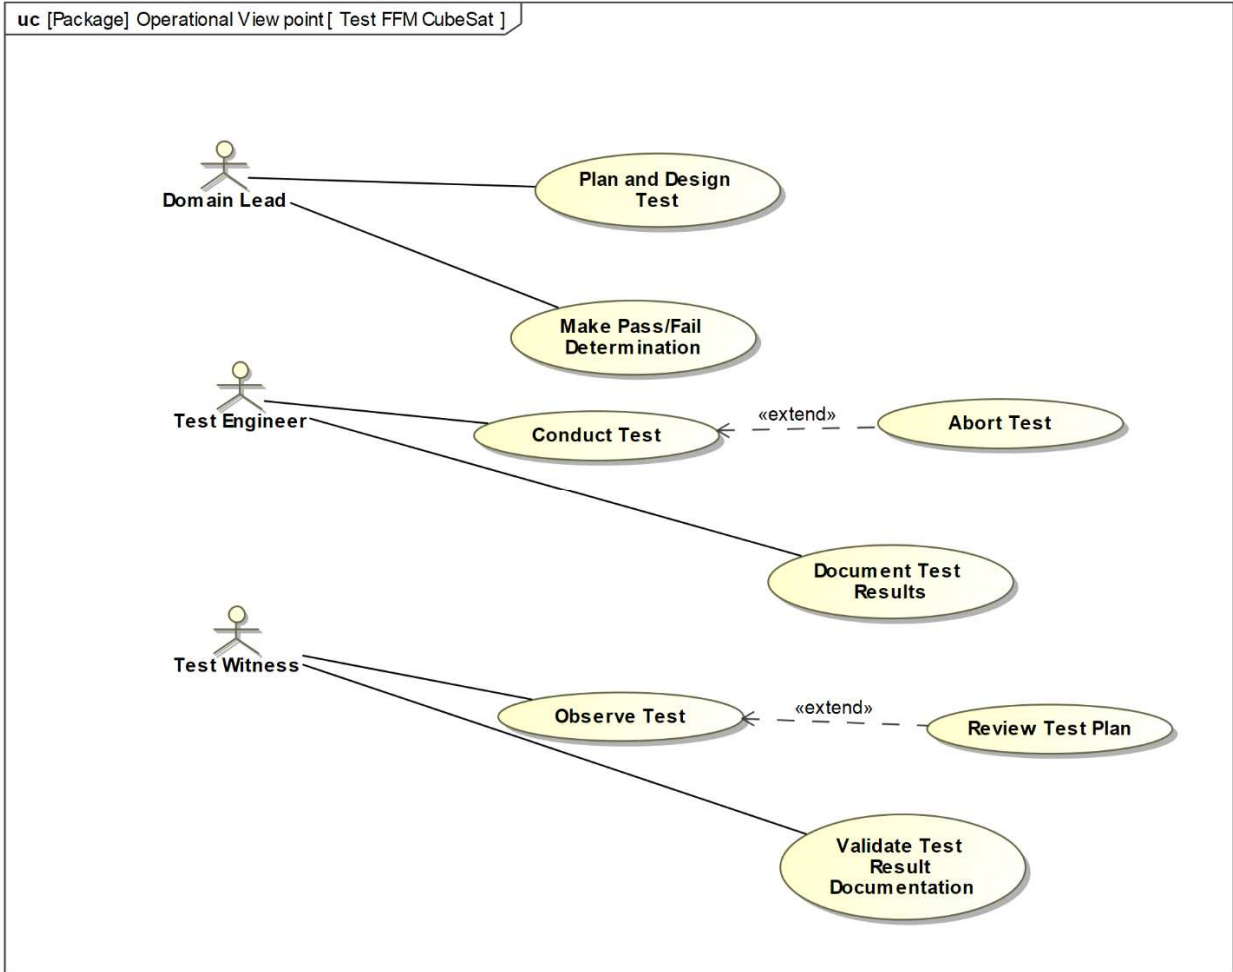 uc [Package] Operational View point [ Test FFM CubeSat ]
Domain Lead
Plan and Design
Test
Make Pass/Fail
Determination
Test Engineer
Conduct Test
«extend»
Abort Test
Document Test
Results
Test Witness
Observe Test
«extend»
Review Test Plan
Validate Test
Result
Documentation